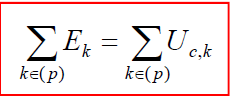 ∑ E_k = ∑ U_{c,k}
k∈(p) k∈(p)